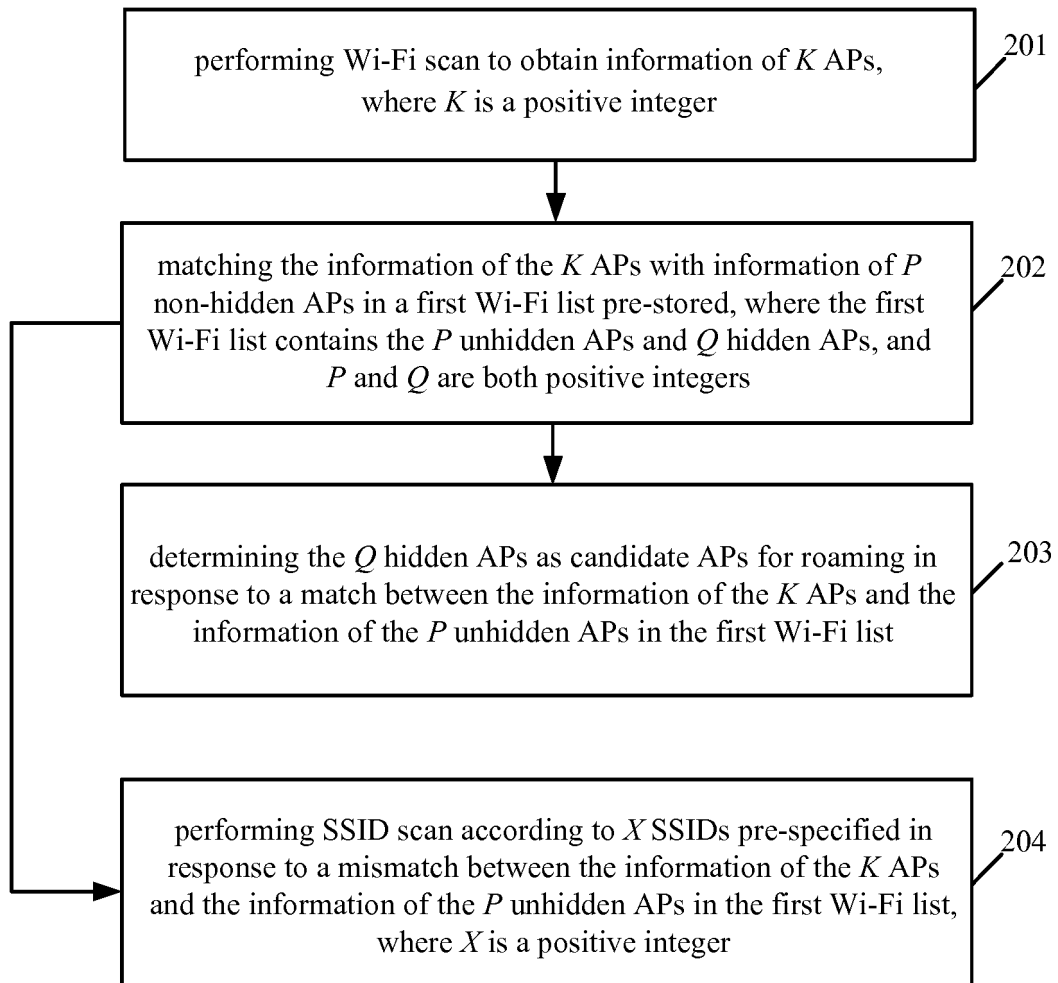 performing Wi-Fi scan to obtain information of K APs,
where K is a positive integer
201
matching the information of the K APs with information of P
non-hidden APs in a first Wi-Fi list pre-stored, where the first
Wi-Fi list contains the P unhidden APs and Q hidden APs, and
P and Q are both positive integers
202
determining the Q hidden APs as candidate APs for roaming in
response to a match between the information of the K APs and the
information of the P unhidden APs in the first Wi-Fi list
203
performing SSID scan according to X SSIDs pre-specified in
response to a mismatch between the information of the K APs
and the information of the P unhidden APs in the first Wi-Fi list,
where X is a positive integer
204